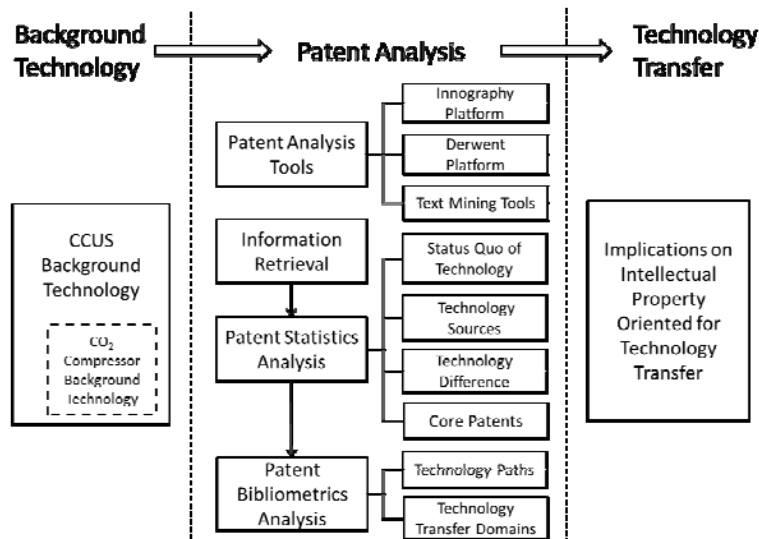 Background
Technology
Patent Analysis
Technology
Transfer
CCUS
Background
Technology
CO₂
Compressor
Background
Technology
Patent Analysis
Tools
Innography
Platform
Derwent
Platform
Text Mining Tools
Information
Retrieval
Patent Statistics
Analysis
Status Quo of
Technology
Technology
Sources
Technology
Difference
Core Patents
Patent
Bibliometrics
Analysis
Technology Paths
Technology
Transfer Domains
Implications on
Intellectual
Property
Oriented for
Technology
Transfer